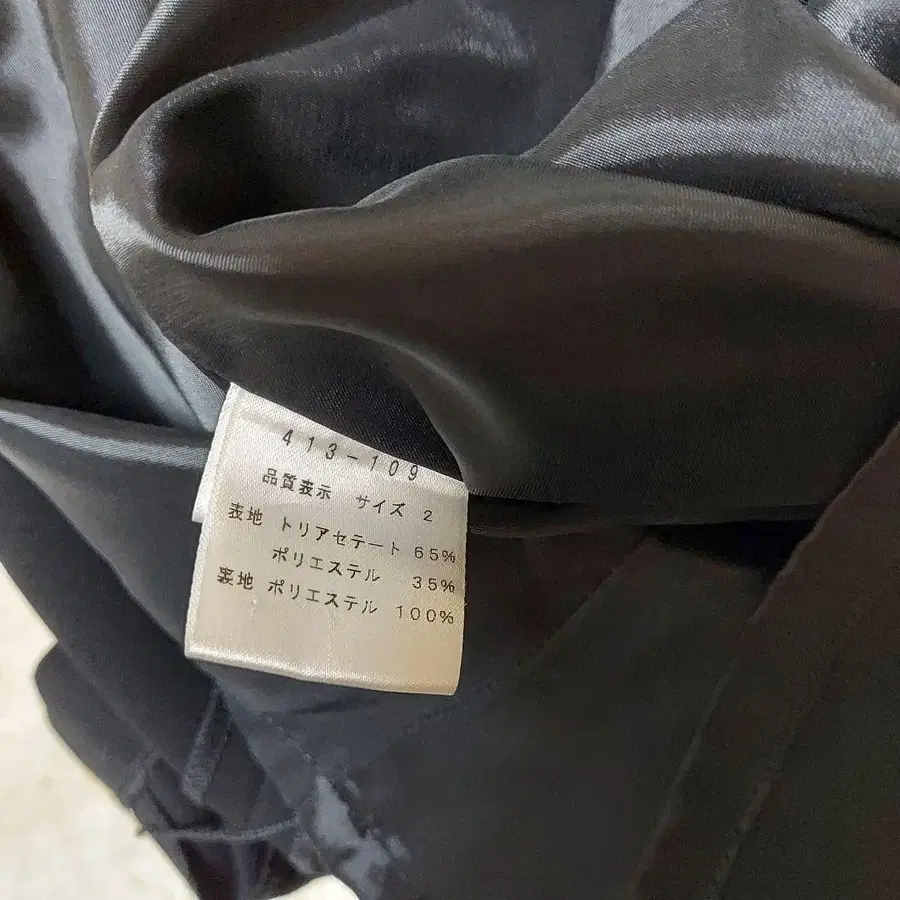 413-109
品質表示 サイズ 2
表地 トリアセテート 65%
ポリエステル 35%
裏地 ポリエステル 100%